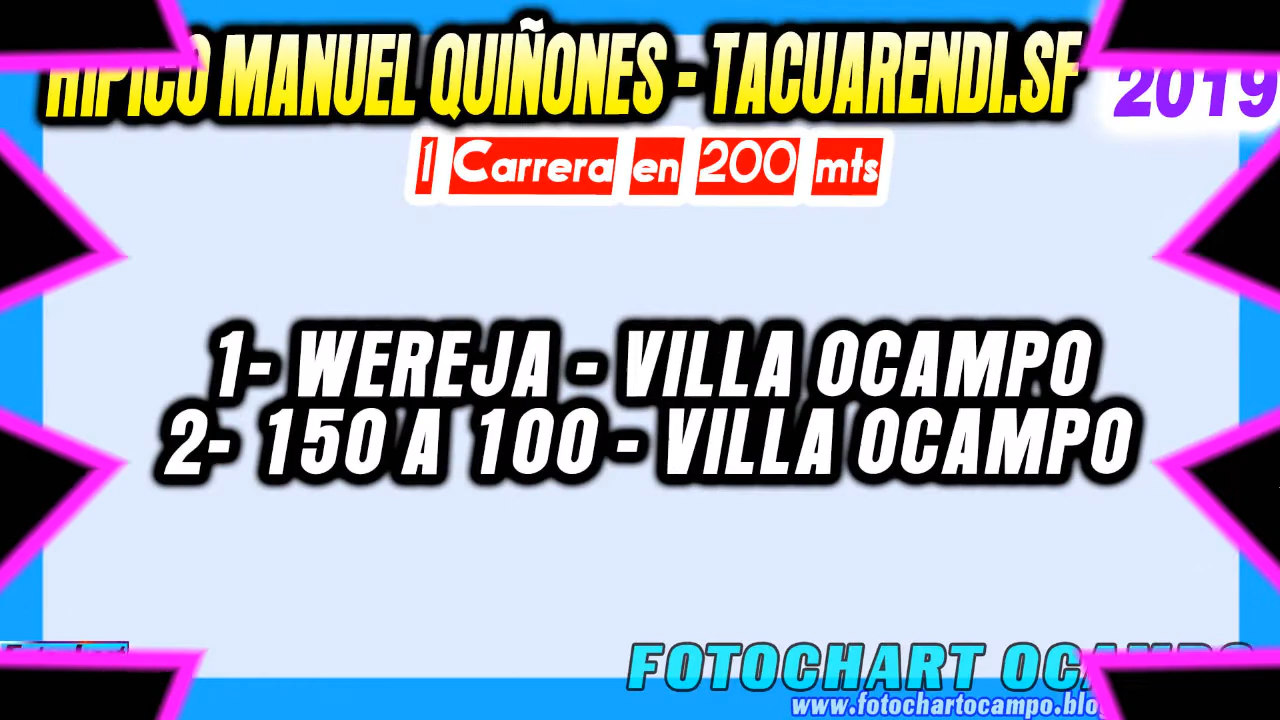 HIPICO MANUEL QUIÑONES - TACUARENDI.SF 2019
1 Carrera en 200 mts
1- WEREJA - VILLA OCAMPO
2- 150 A 100 - VILLA OCAMPO
FOTOCHART OCAMPO
www.fotochartocampo.blo